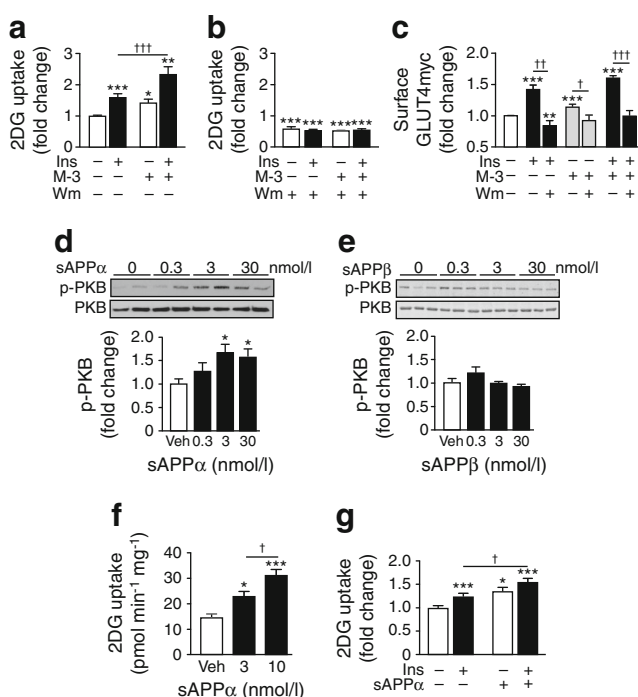 a
2DG uptake
(fold change)
3
2
1
0
***
*
**
†††
Ins – + – +
M-3 – – + +
b
2DG uptake
(fold change)
3
2
1
0
*** *** *** ***
Ins – + – +
M-3 – – + +
Wm + + + +
c
Surface
GLUT4myc
(fold change)
2.0
1.5
1.0
0.5
***
††
**
***
†
***
†††
Ins – + + – – + +
M-3 – – – + + + +
Wm – – + – + – +
d
sAPPα 0 0.3 3 30 nmol/l
p-PKB
PKB
p-PKB
(fold change)
2.0
1.5
1.0
0.5
0
* *
Veh 0.3 3 30
sAPPα (nmol/l)
e
sAPPβ 0 0.3 3 30 nmol/l
p-PKB
PKB
p-PKB
(fold change)
2.0
1.5
1.0
0.5
0
Veh 0.3 3 30
sAPPβ (nmol/l)
f
2DG uptake
(pmol min⁻¹ mg⁻¹)
40
30
20
10
0
†
*
***
Veh 3 10
sAPPα (nmol/l)
g
2DG uptake
(fold change)
2.0
1.5
1.0
0.5
0
†
***
*
***
Ins – + – +
sAPPα – – + +